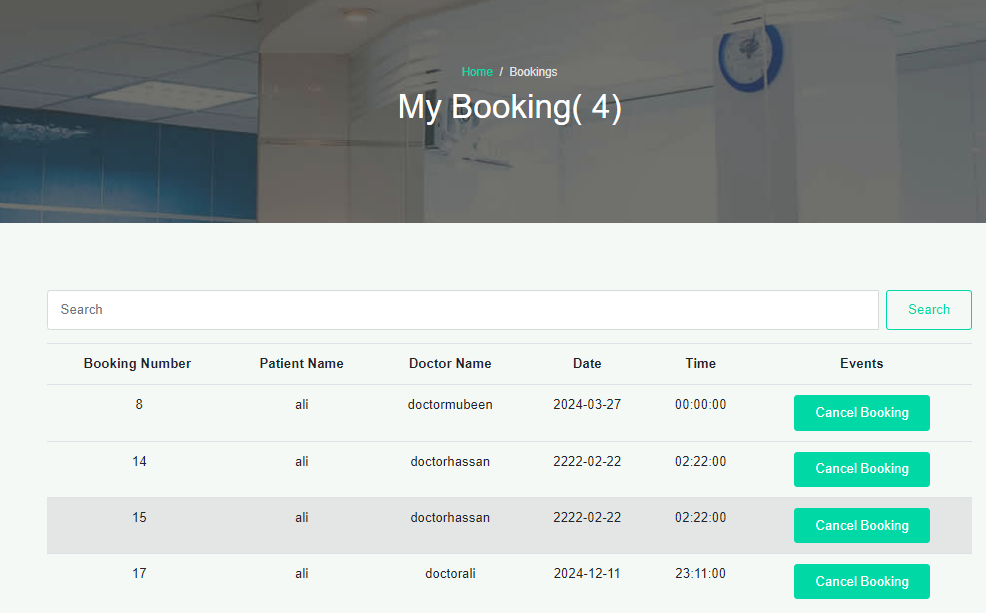 Home / Bookings
My Booking( 4)
Search Search
Booking Number Patient Name Doctor Name Date Time Events
8 ali doctormubeen 2024-03-27 00:00:00 Cancel Booking
14 ali doctorhassan 2222-02-22 02:22:00 Cancel Booking
15 ali doctorhassan 2222-02-22 02:22:00 Cancel Booking
17 ali doctorali 2024-12-11 23:11:00 Cancel Booking